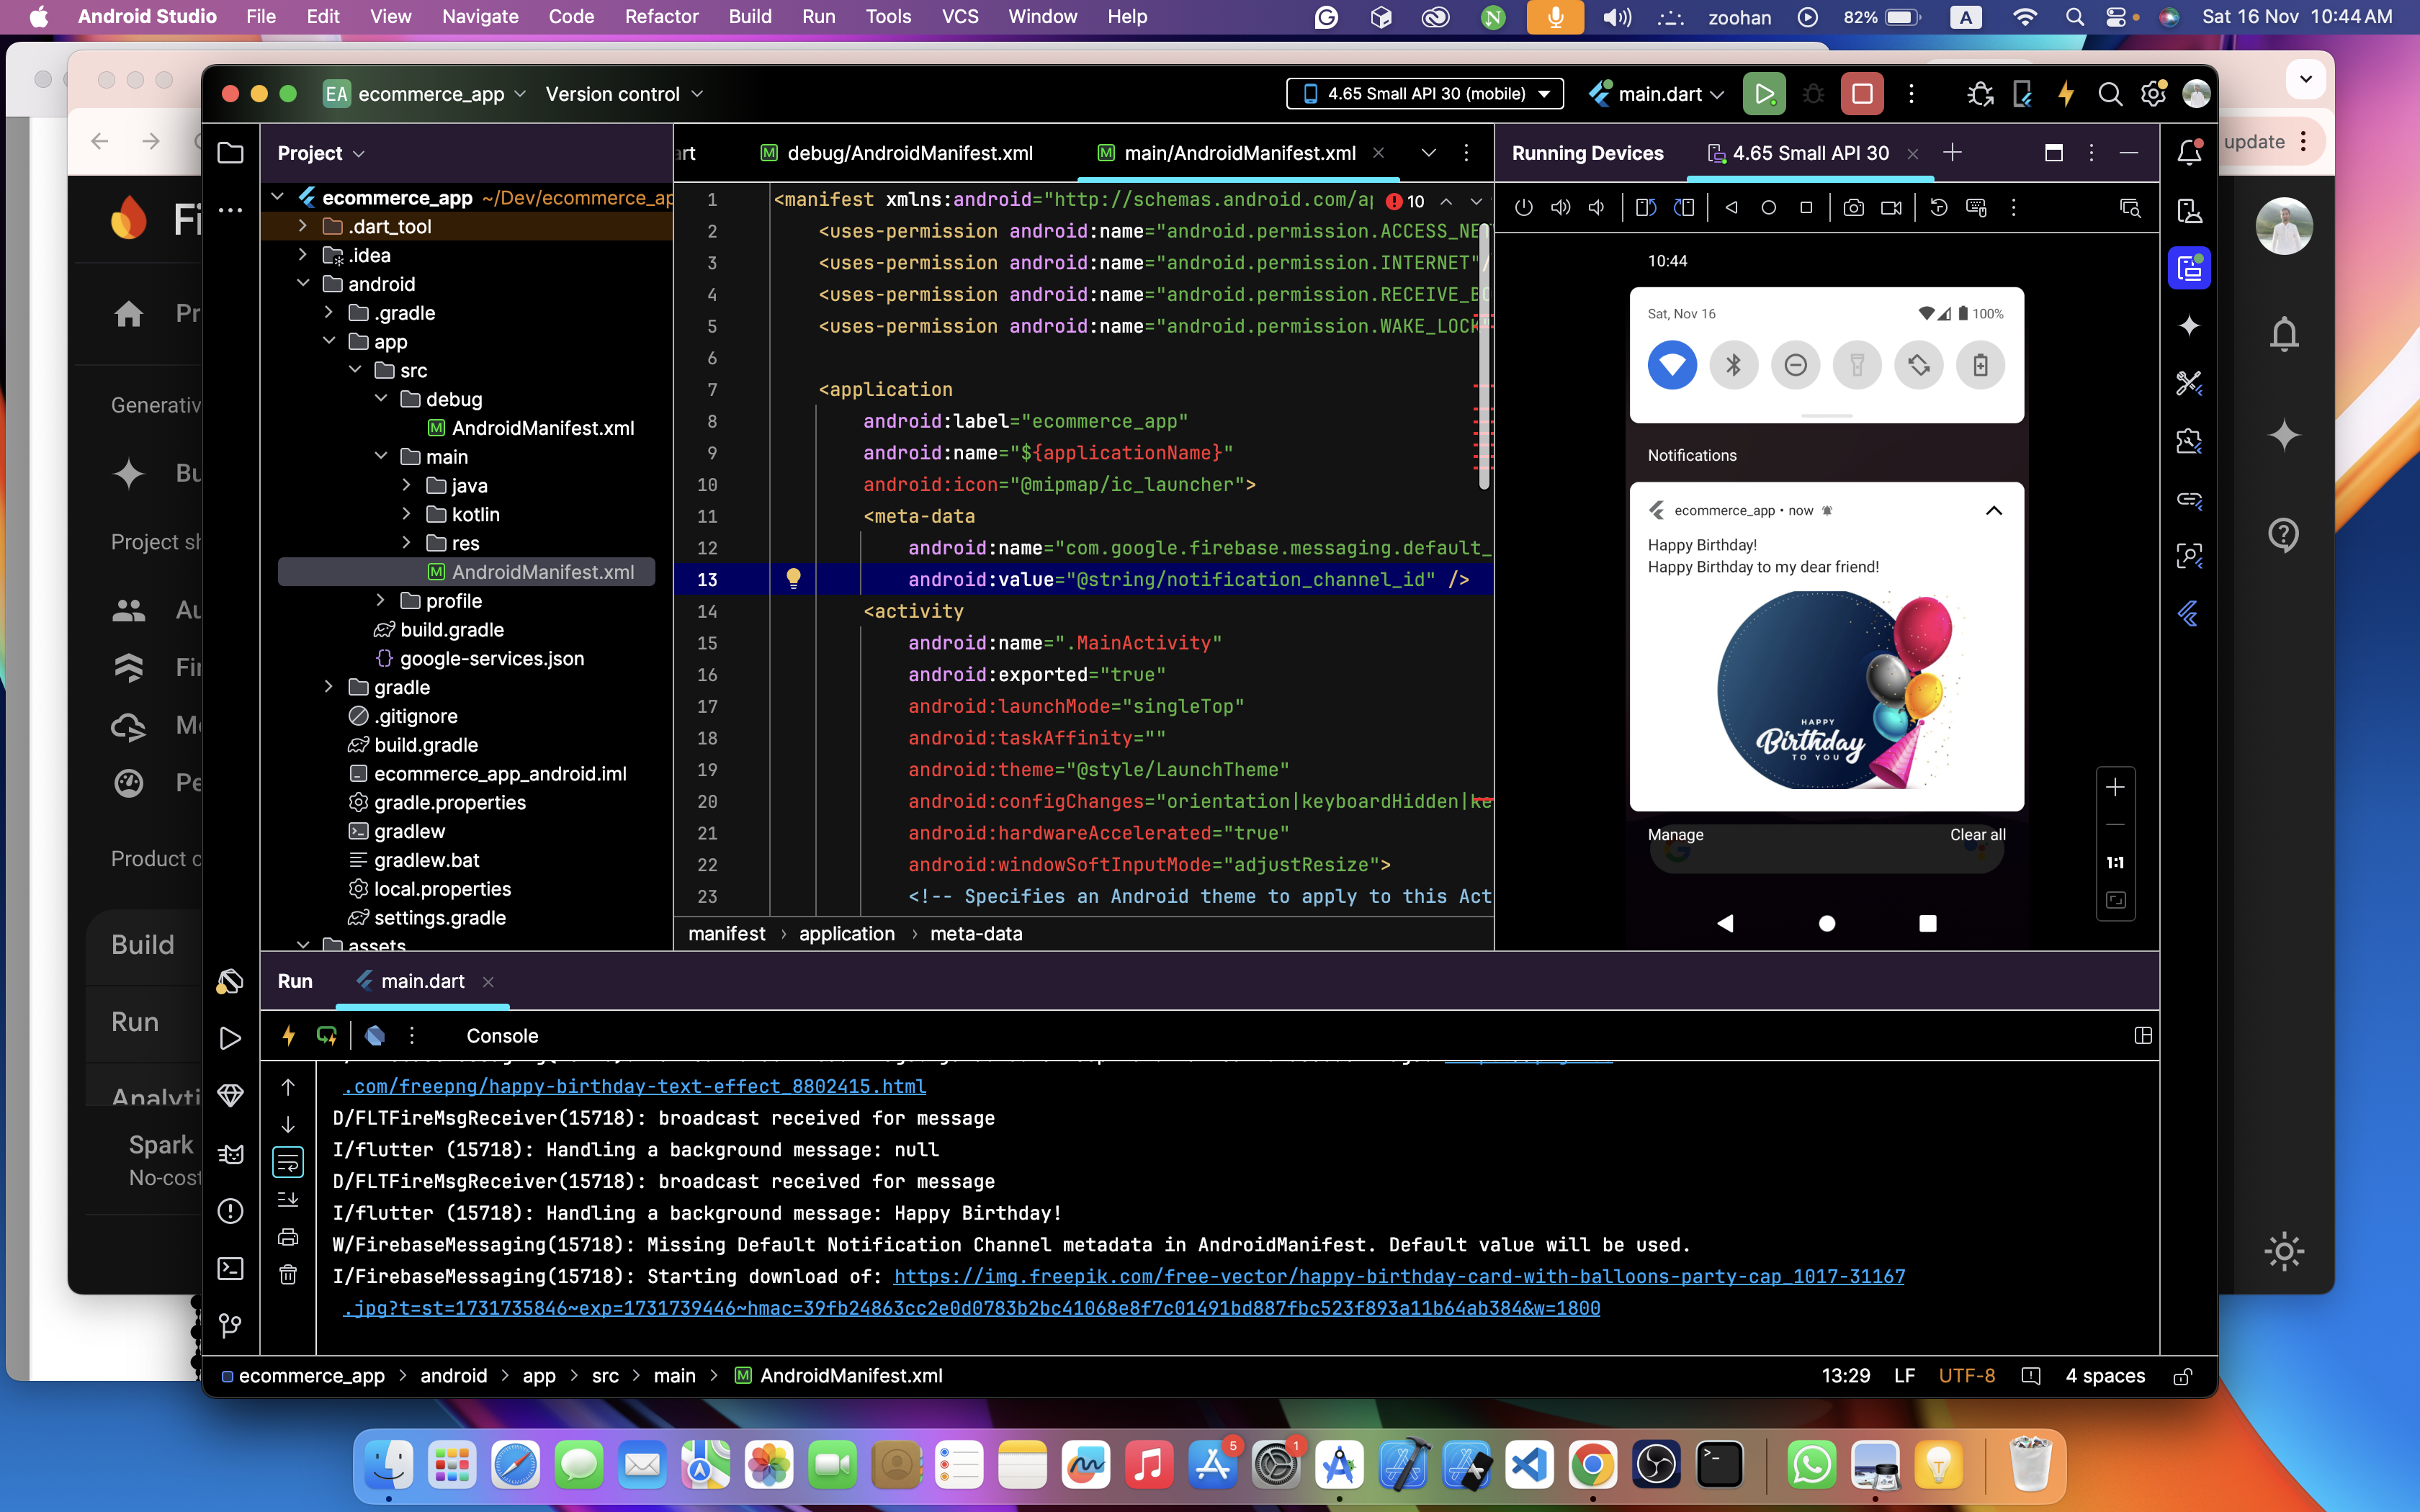 Android Studio File Edit View Navigate Code Refactor Build Run Tools VCS Window Help zoohan 82% A Sat 16 Nov 10:44 AM
EA ecommerce_app Version control 4.65 Small API 30 (mobile) main.dart
update
Project
debug/AndroidManifest.xml main/AndroidManifest.xml
Running Devices 4.65 Small API 30
ecommerce_app ~/Dev/ecommerce_ap
.dart_tool
.idea
android
.gradle
app
src
debug
AndroidManifest.xml
main
java
kotlin
res
AndroidManifest.xml
profile
build.gradle
google-services.json
gradle
.gitignore
build.gradle
ecommerce_app_android.iml
gradle.properties
gradlew
gradlew.bat
local.properties
settings.gradle
assets
10
1 <manifest xmlns:android="http://schemas.android.com/a
2 <uses-permission android:name="android.permission.ACCESS_NE
3 <uses-permission android:name="android.permission.INTERNET"/
4 <uses-permission android:name="android.permission.RECEIVE_BO
5 <uses-permission android:name="android.permission.WAKE_LOCK"
6
7 <application
8 android:label="ecommerce_app"
9 android:name="${applicationName}"
10 android:icon="@mipmap/ic_launcher">
11 <meta-data
12 android:name="com.google.firebase.messaging.default_
13 android:value="@string/notification_channel_id" />
14 <activity
15 android:name=".MainActivity"
16 android:exported="true"
17 android:launchMode="singleTop"
18 android:taskAffinity=""
19 android:theme="@style/LaunchTheme"
20 android:configChanges="orientation|keyboardHidden|ke
21 android:hardwareAccelerated="true"
22 android:windowSoftInputMode="adjustResize">
23 <!-- Specifies an Android theme to apply to this Act
manifest › application › meta-data
10:44
Sat, Nov 16 100%
Notifications
ecommerce_app • now
Happy Birthday!
Happy Birthday to my dear friend!
HAPPY
Birthday
TO YOU
Manage Clear all
1:1
Fi
Pr
Generativ
Bu
Project sh
Au
Fir
Me
Pe
Product c
Build
Run
Analyti
Spark
No-cost
Run main.dart
Console
.com/freepng/happy-birthday-text-effect_8802415.html
D/FLTFireMsgReceiver(15718): broadcast received for message
I/flutter (15718): Handling a background message: null
D/FLTFireMsgReceiver(15718): broadcast received for message
I/flutter (15718): Handling a background message: Happy Birthday!
W/FirebaseMessaging(15718): Missing Default Notification Channel metadata in AndroidManifest. Default value will be used.
I/FirebaseMessaging(15718): Starting download of: https://img.freepik.com/free-vector/happy-birthday-card-with-balloons-party-cap_1017-31167
.jpg?t=st=1731735846~exp=1731739446~hmac=39fb24863cc2e0d0783b2bc41068e8f7c01491bd887fbc523f893a11b64ab384&w=1800
ecommerce_app > android > app > src > main > AndroidManifest.xml 13:29 LF UTF-8 4 spaces
5 1